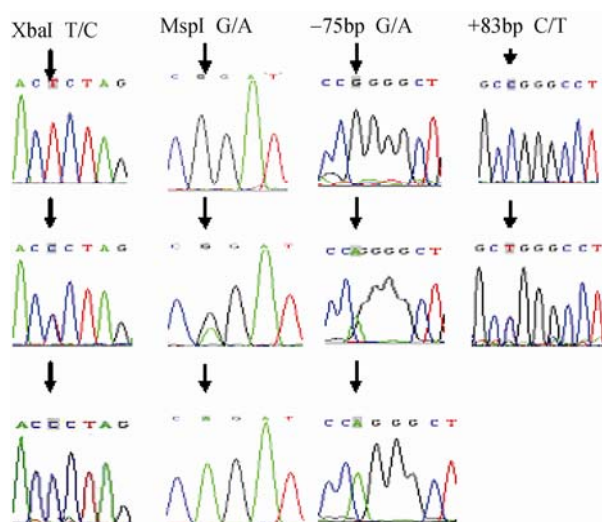 XbaI T/C MspI G/A −75bp G/A +83bp C/T
A C T C T A G C G G A T C C G G G G C T G C C G G G C C T
A C C C T A G C G G A T C C A G G G G C T G C T G G G C C T
A C C C T A G C A G A T C C A G G G C T